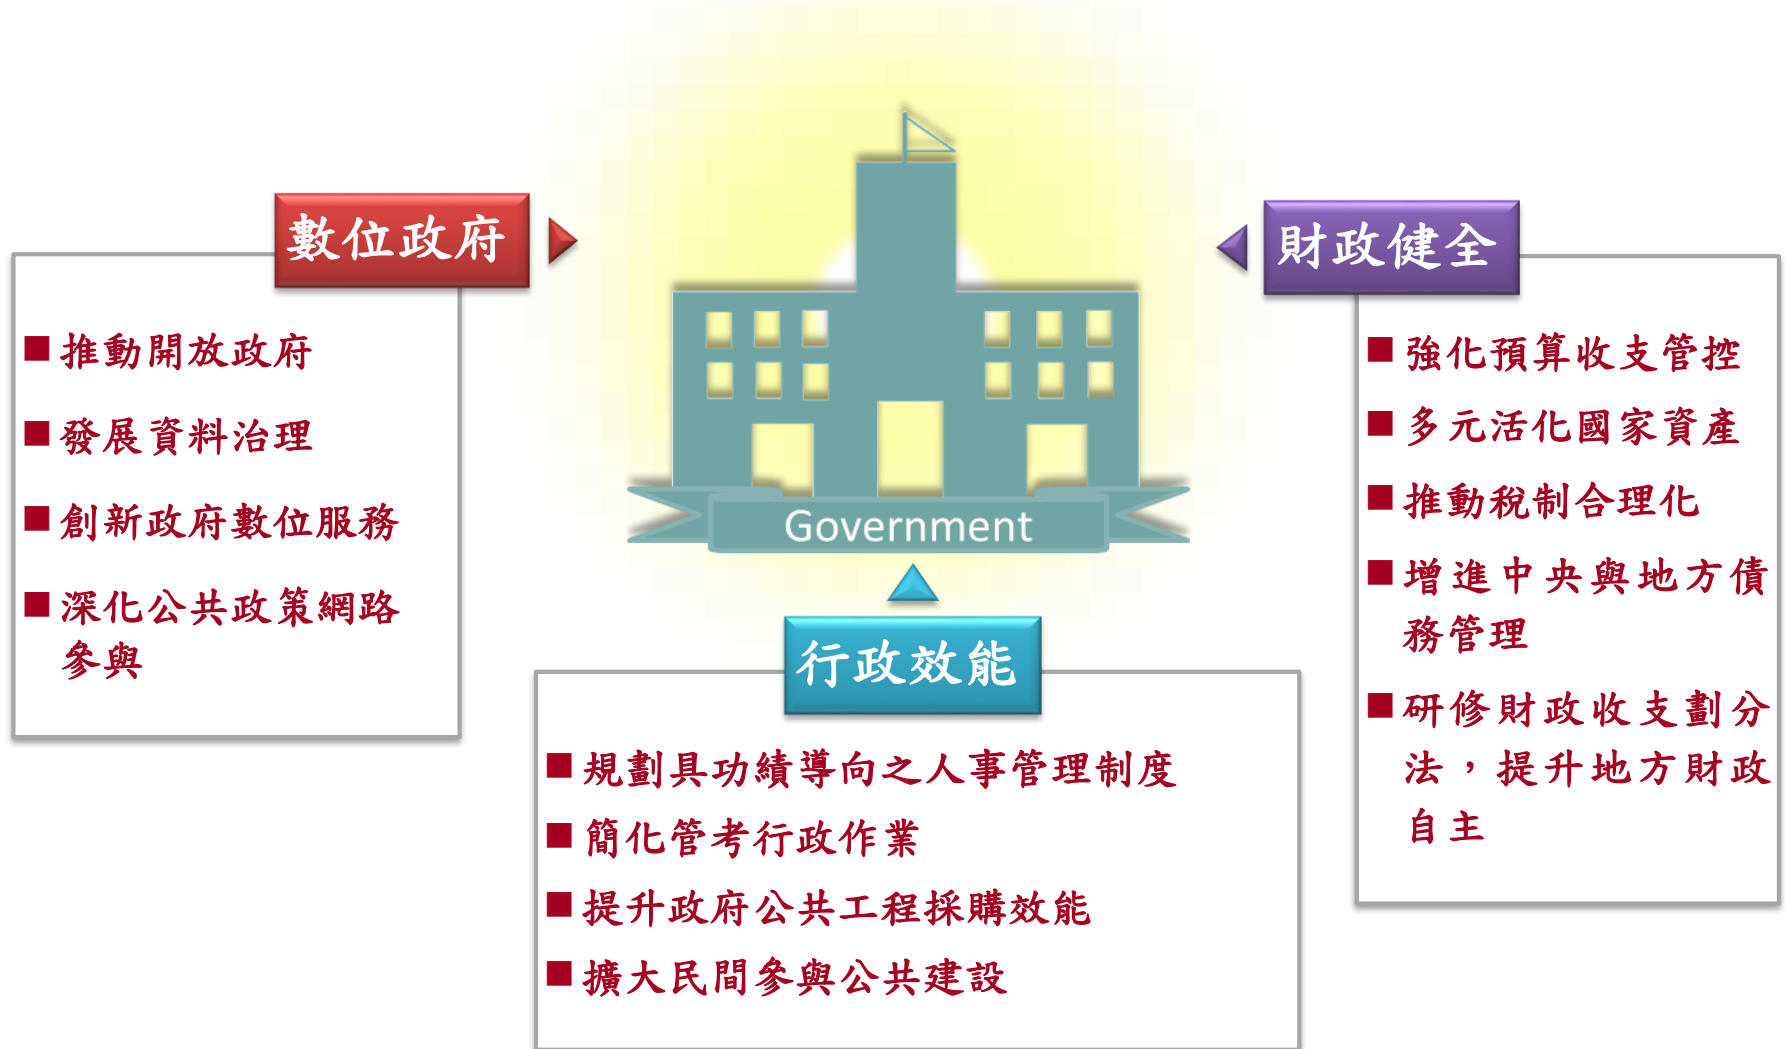 數位政府
■推動開放政府
■發展資料治理
■創新政府數位服務
■深化公共政策網路
參與
Government
行政效能
■規劃具功績導向之人事管理制度
■簡化管考行政作業
■提升政府公共工程採購效能
■擴大民間參與公共建設
財政健全
■強化預算收支管控
■多元活化國家資產
■推動稅制合理化
■增進中央與地方債
務管理
■研修財政收支劃分
法，提升地方財政
自主